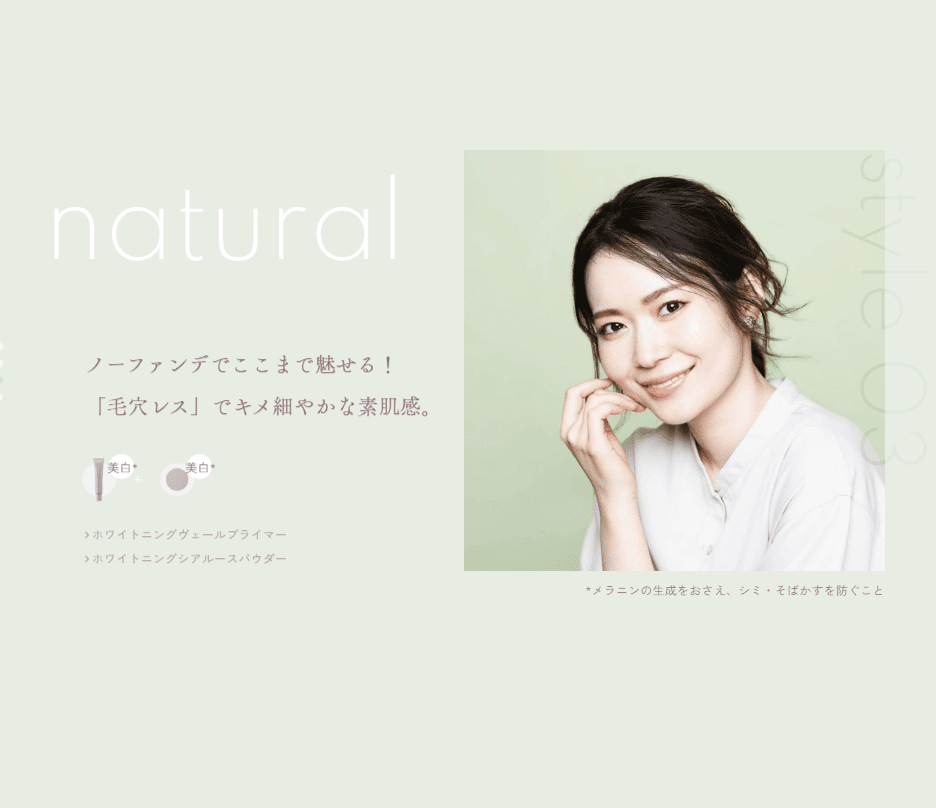 natural
style 03
ノーファンデでここまで魅せる！
「毛穴レス」でキメ細やかな素肌感。
美白* + 美白*
>ホワイトニングヴェールプライマー
>ホワイトニングシアルースパウダー
*メラニンの生成をおさえ、シミ・そばかすを防ぐこと